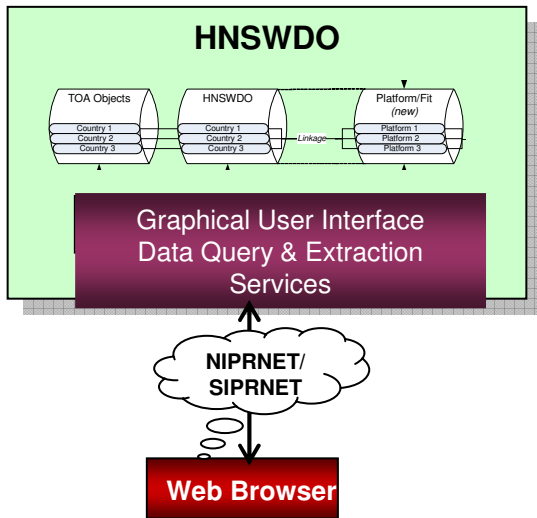 HNSWDO
TOA Objects
Country 1
Country 2
Country 3
HNSWDO
Country 1
Country 2
Country 3
Linkage
Platform/Fit
(new)
Platform 1
Platform 2
Platform 3
Graphical User Interface
Data Query & Extraction
Services
NIPRNET/
SIPRNET
Web Browser